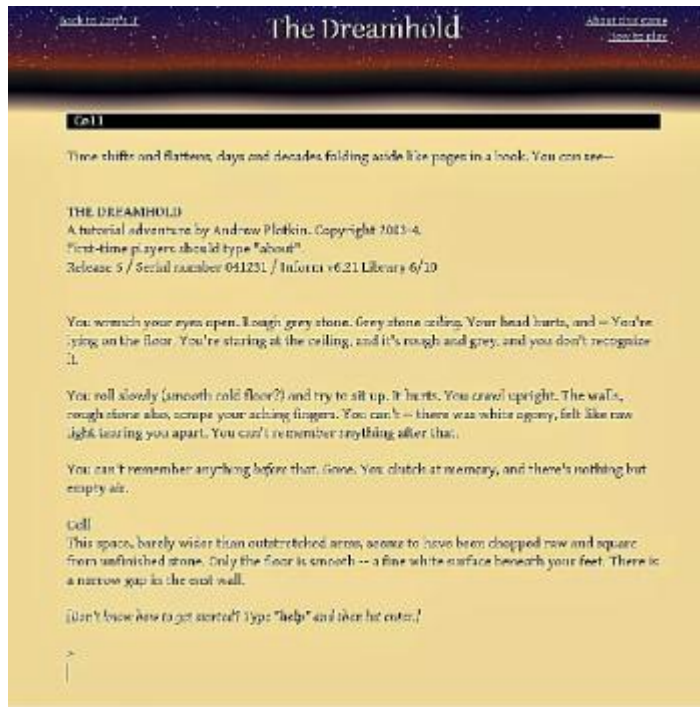 Back to Zarf's IF
The Dreamhold
About this game
How to play
Cell
Time shifts and flattens, days and decades folding aside like pages in a book. You can see--
THE DREAMHOLD
A tutorial adventure by Andrew Plotkin. Copyright 2003-4.
First-time players should type "about".
Release 5 / Serial number 041231 / Inform v6.21 Library 6/10
You wrench your eyes open. Rough grey stone. Grey stone ceiling. Your head hurts, and -- You're
lying on the floor. You're staring at the ceiling, and it's rough and grey, and you don't recognize
it.
You roll slowly (smooth cold floor?) and try to sit up. It hurts. You crawl upright. The walls,
rough stone also, scrape your aching fingers. You can't -- there was white agony, felt like raw
light tearing you apart. You can't remember anything after that.
You can't remember anything before that. Gone. You clutch at memory, and there's nothing but
empty air.
Cell
This space, barely wider than outstretched arms, seems to have been chopped raw and square
from unfinished stone. Only the floor is smooth -- a fine white surface beneath your feet. There is
a narrow gap in the east wall.
[Don't know how to get started? Type "help" and then hit enter.]
>